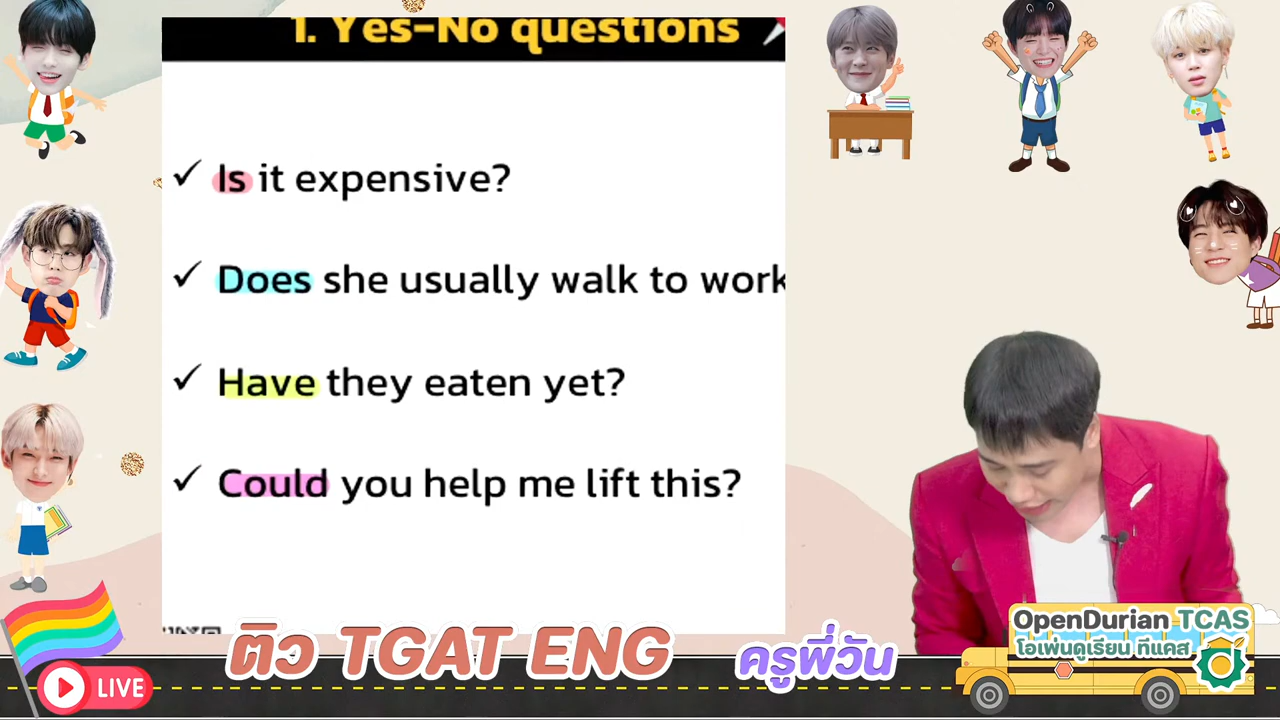 1. Yes-No questions
✓ Is it expensive?
✓ Does she usually walk to work
✓ Have they eaten yet?
✓ Could you help me lift this?
ติว TGAT ENG
ครูพี่วัน
OpenDurian TCAS
โอเพ่นดูเรียน ทีแคส
LIVE